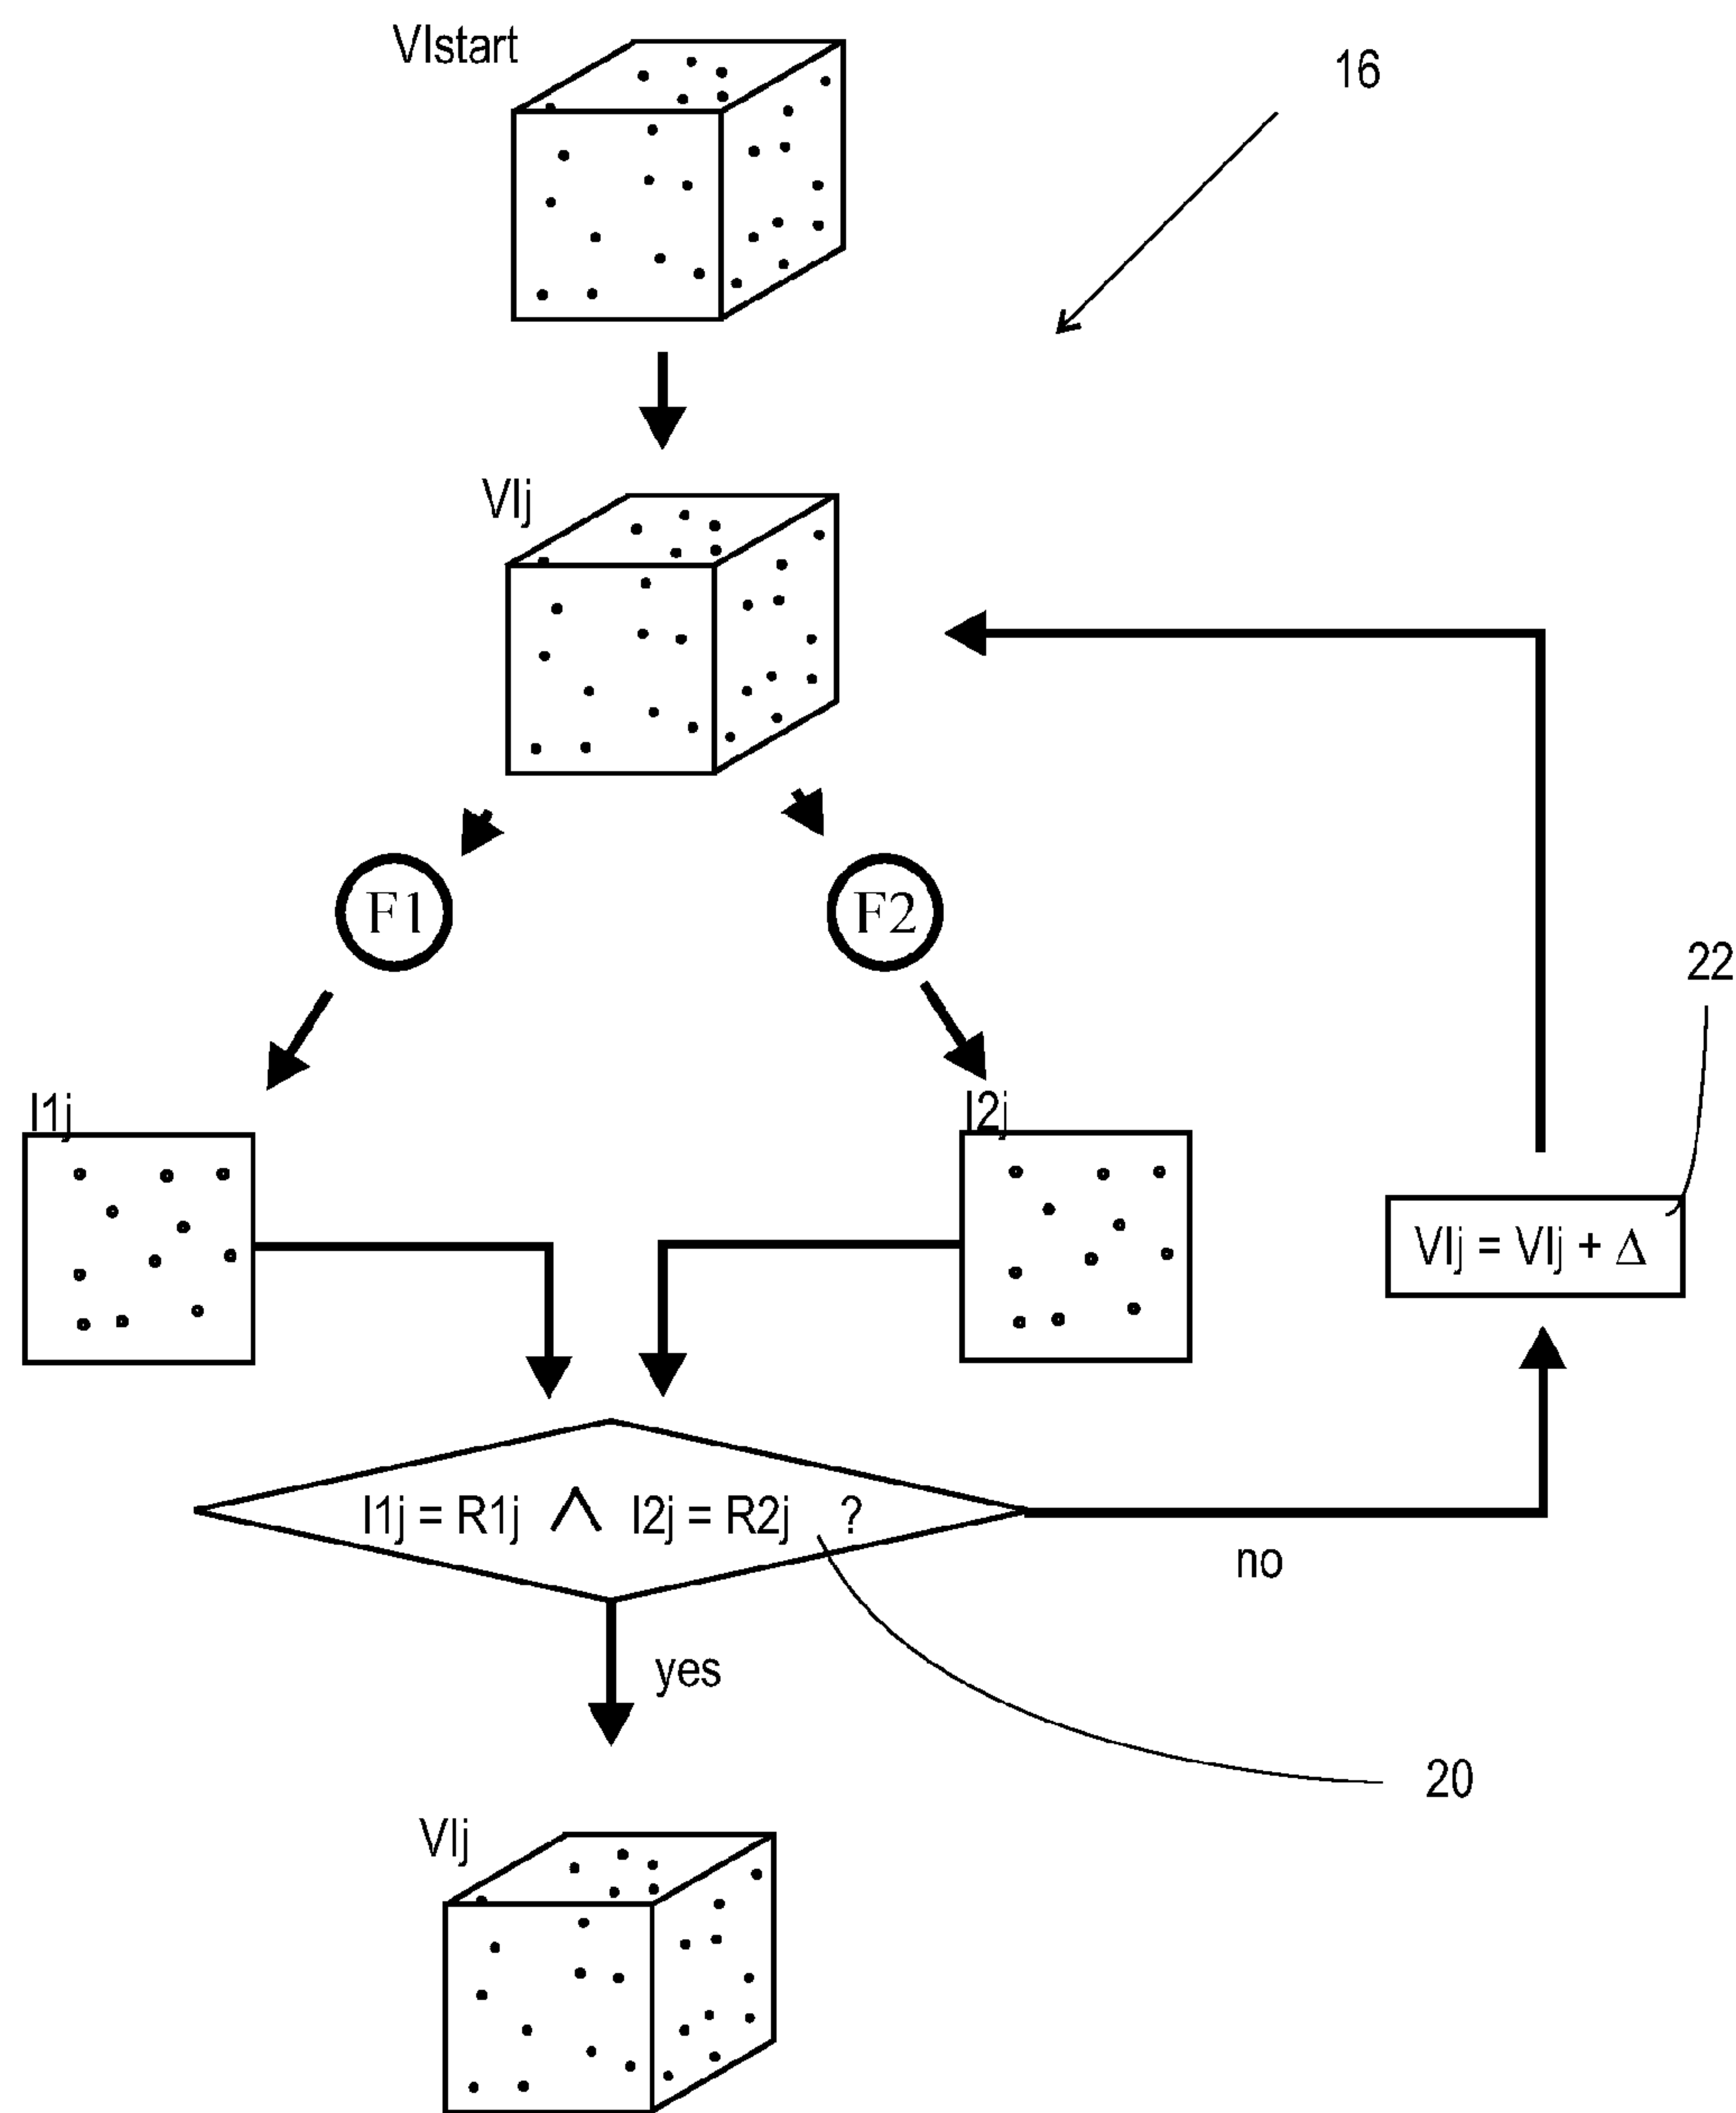 VIstart
16
VIj
F1
F2
22
I1j
I2j
VIj = VIj + Δ
I1j = R1j ∧ I2j = R2j ?
no
yes
20
VIj